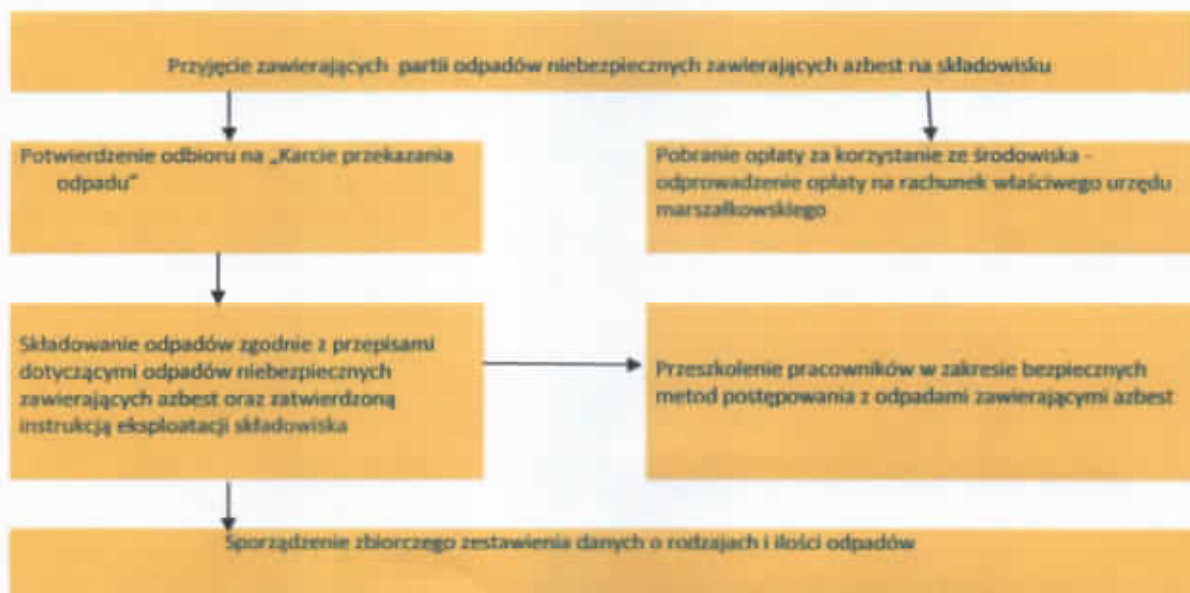 Przyjęcie zawierających partii odpadów niebezpiecznych zawierających azbest na składowisku
Potwierdzenie odbioru na „Karcie przekazania
odpadu"
Pobranie opłaty za korzystanie ze środowiska -
odprowadzenie opłaty na rachunek właściwego urzędu
marszałkowskiego
Składowanie odpadów zgodnie z przepisami
dotyczącymi odpadów niebezpiecznych
zawierających azbest oraz zatwierdzoną
instrukcją eksploatacji składowiska
Przeszkolenie pracowników w zakresie bezpiecznych
metod postępowania z odpadami zawierającymi azbest
Sporządzenie zbiorczego zestawienia danych o rodzajach i ilości odpadów